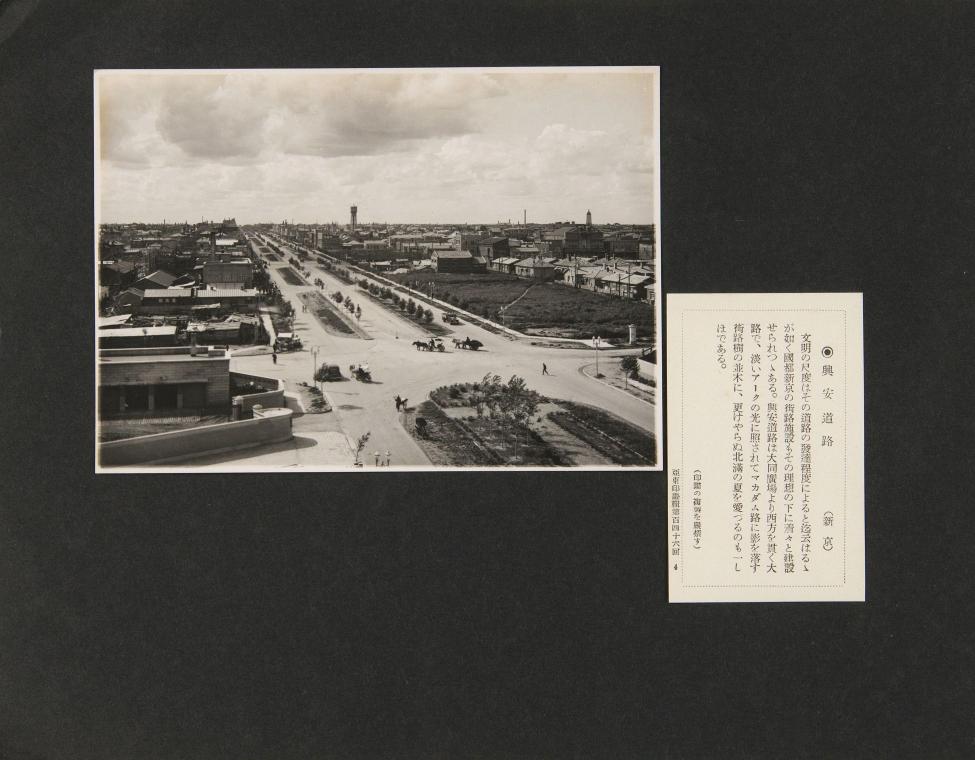 ◉興安道路　（新京）
文明の尺度はその道路の發達程度によると迄云はるゝ
が如く國都新京の街路施設もその理想の下に着々と建設
せられつゝある。興安道路は大同廣場より西方を貫く大
路で、淡いアークの光に照されてマカダム路に影を落す
街路樹の並木に、更けやらぬ北滿の夏を愛づるのも一し
ほである。
（印畫の複製を嚴禁す）
亞東印畫輯第百四十六回　4